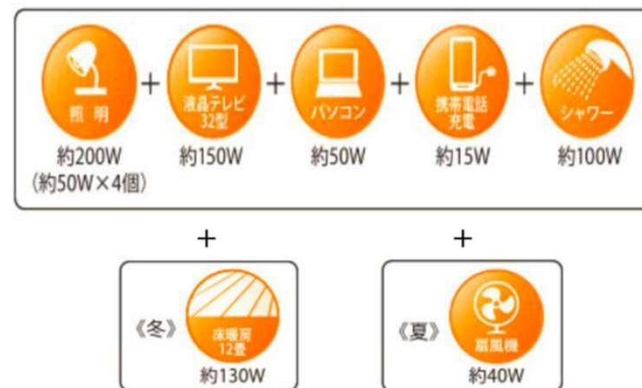 照明 + 液晶テレビ 32型 + パソコン + 携帯電話 充電 + シャワー
約200W 約150W 約50W 約15W 約100W
(約50W×4個)
+ +
《冬》 床暖房 12畳 《夏》 扇風機
約130W 約40W